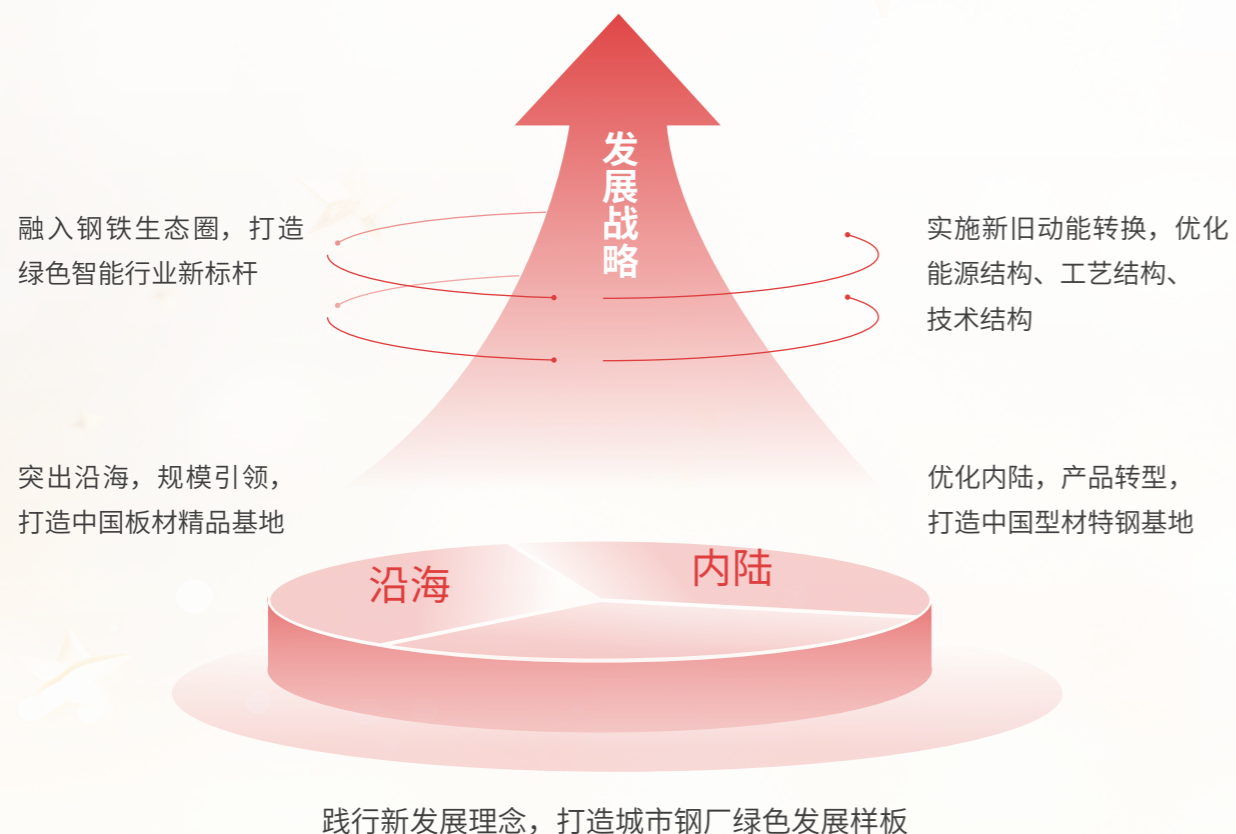 发展战略
融入钢铁生态圈，打造
绿色智能行业新标杆
实施新旧动能转换，优化
能源结构、工艺结构、
技术结构
突出沿海，规模引领，
打造中国板材精品基地
优化内陆，产品转型，
打造中国型材特钢基地
沿海
内陆
践行新发展理念，打造城市钢厂绿色发展样板